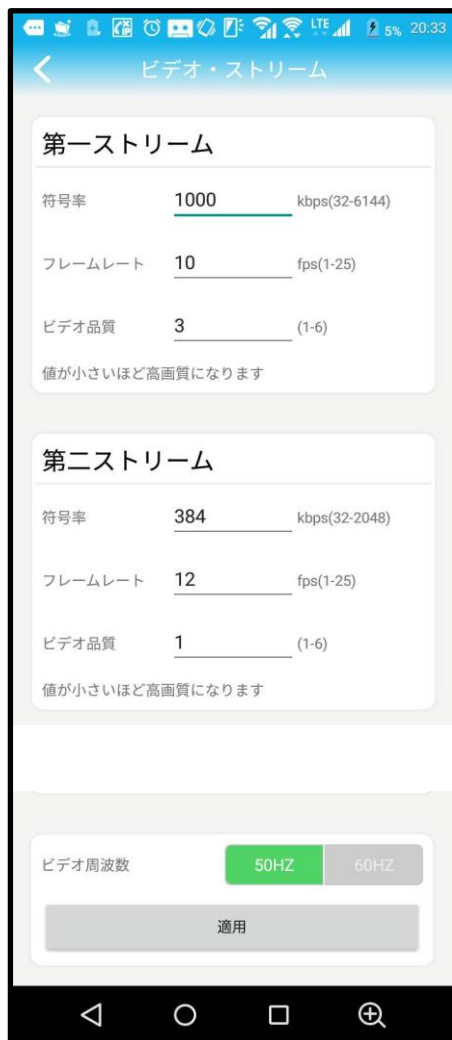 LTE 5% 20:33
ビデオ・ストリーム
第一ストリーム
符号率 1000 kbps(32-6144)
フレームレート 10 fps(1-25)
ビデオ品質 3 (1-6)
値が小さいほど高画質になります
第二ストリーム
符号率 384 kbps(32-2048)
フレームレート 12 fps(1-25)
ビデオ品質 1 (1-6)
値が小さいほど高画質になります
ビデオ周波数 50HZ 60HZ
適用